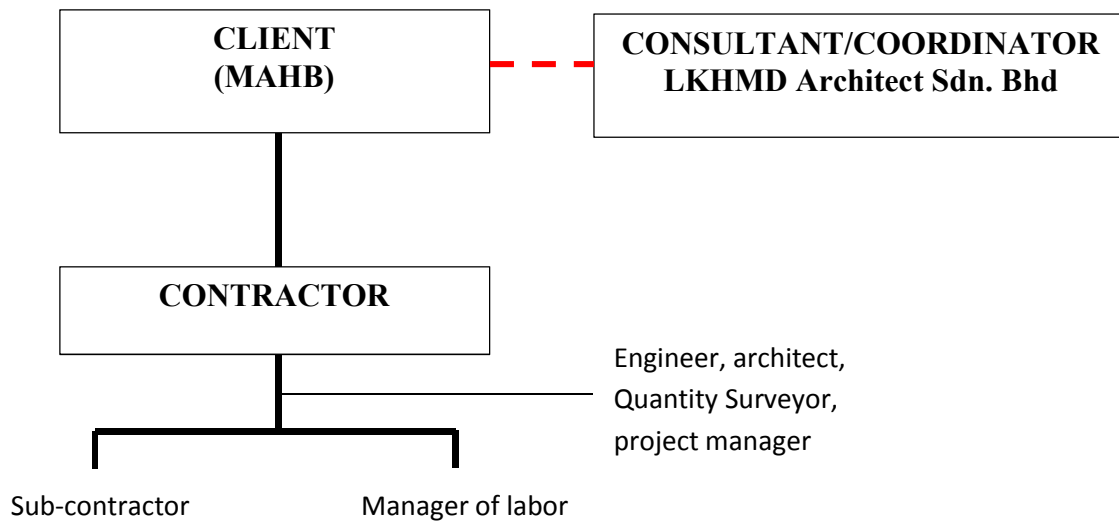 CLIENT
(MAHB)
CONSULTANT/COORDINATOR
LKHMD Architect Sdn. Bhd
CONTRACTOR
Engineer, architect,
Quantity Surveyor,
project manager
Sub-contractor
Manager of labor